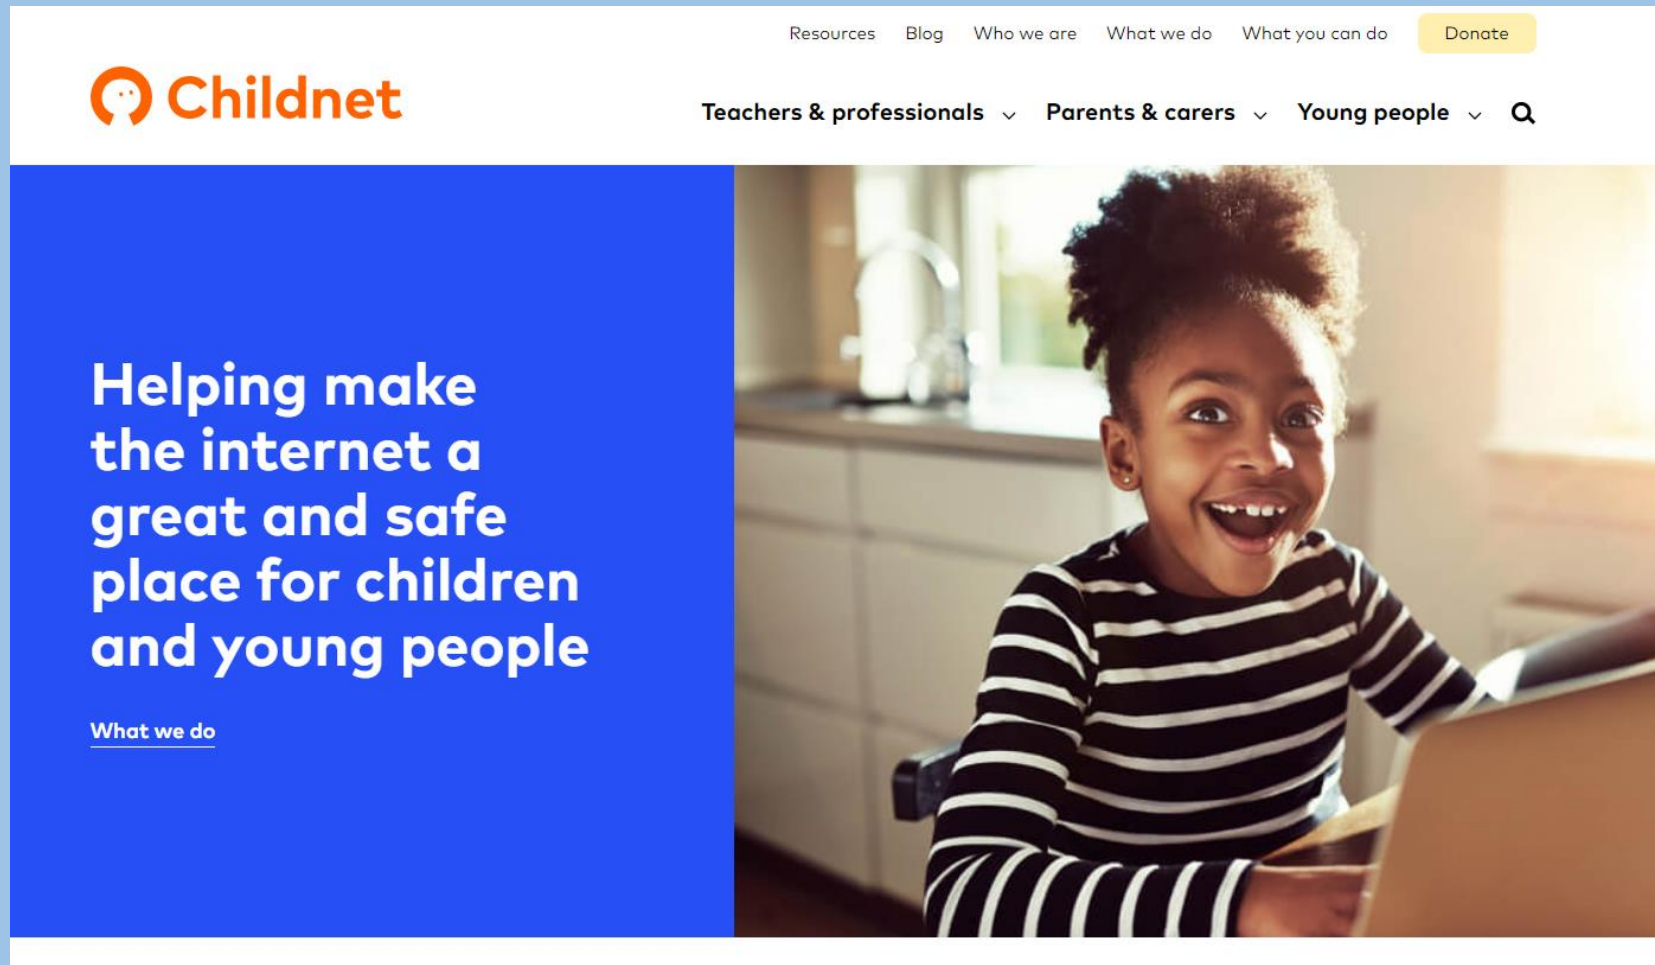 Resources Blog Who we are What we do What you can do Donate
Childnet
Teachers & professionals Parents & carers Young people
Helping make
the internet a
great and safe
place for children
and young people
What we do